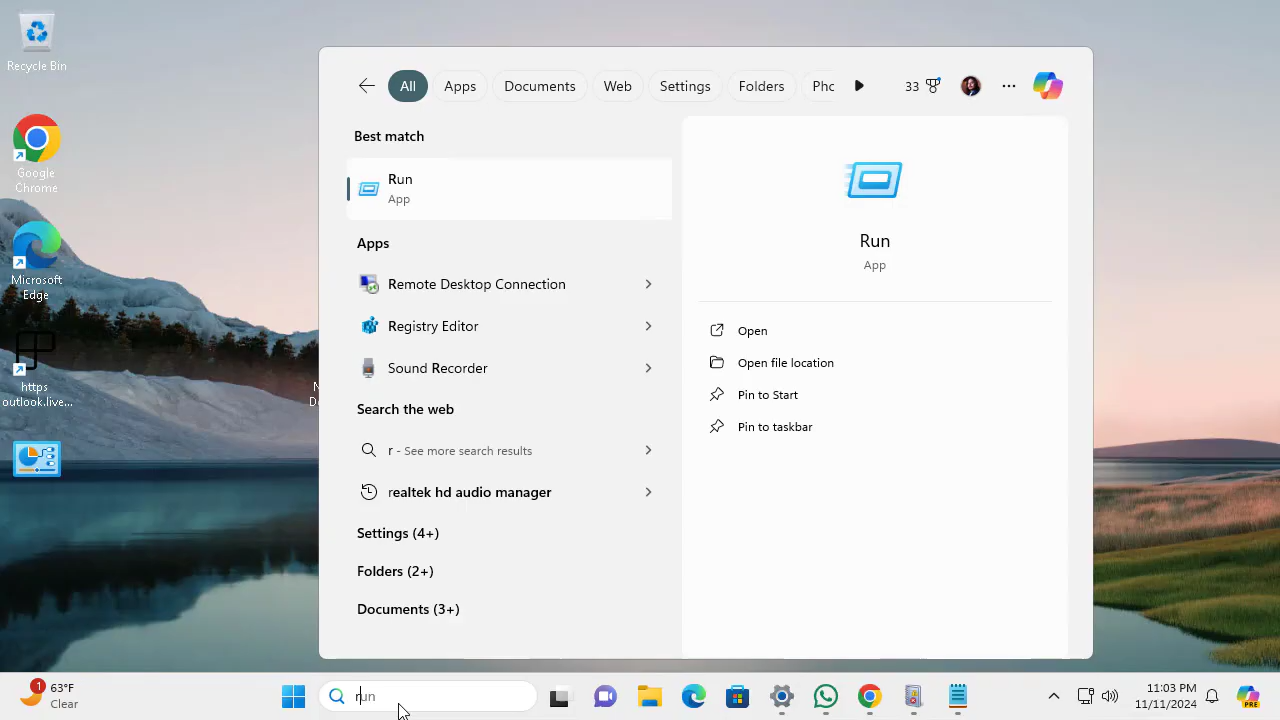 Recycle Bin
Google
Chrome
Microsoft
Edge
https
outlook.live...
All
Apps
Documents
Web
Settings
Folders
Pho
33
Best match
Run
App
Apps
Remote Desktop Connection
Registry Editor
Sound Recorder
Search the web
r - See more search results
realtek hd audio manager
Settings (4+)
Folders (2+)
Documents (3+)
Run
App
Open
Open file location
Pin to Start
Pin to taskbar
1
63°F
Clear
run
11:03 PM
11/11/2024
PRE